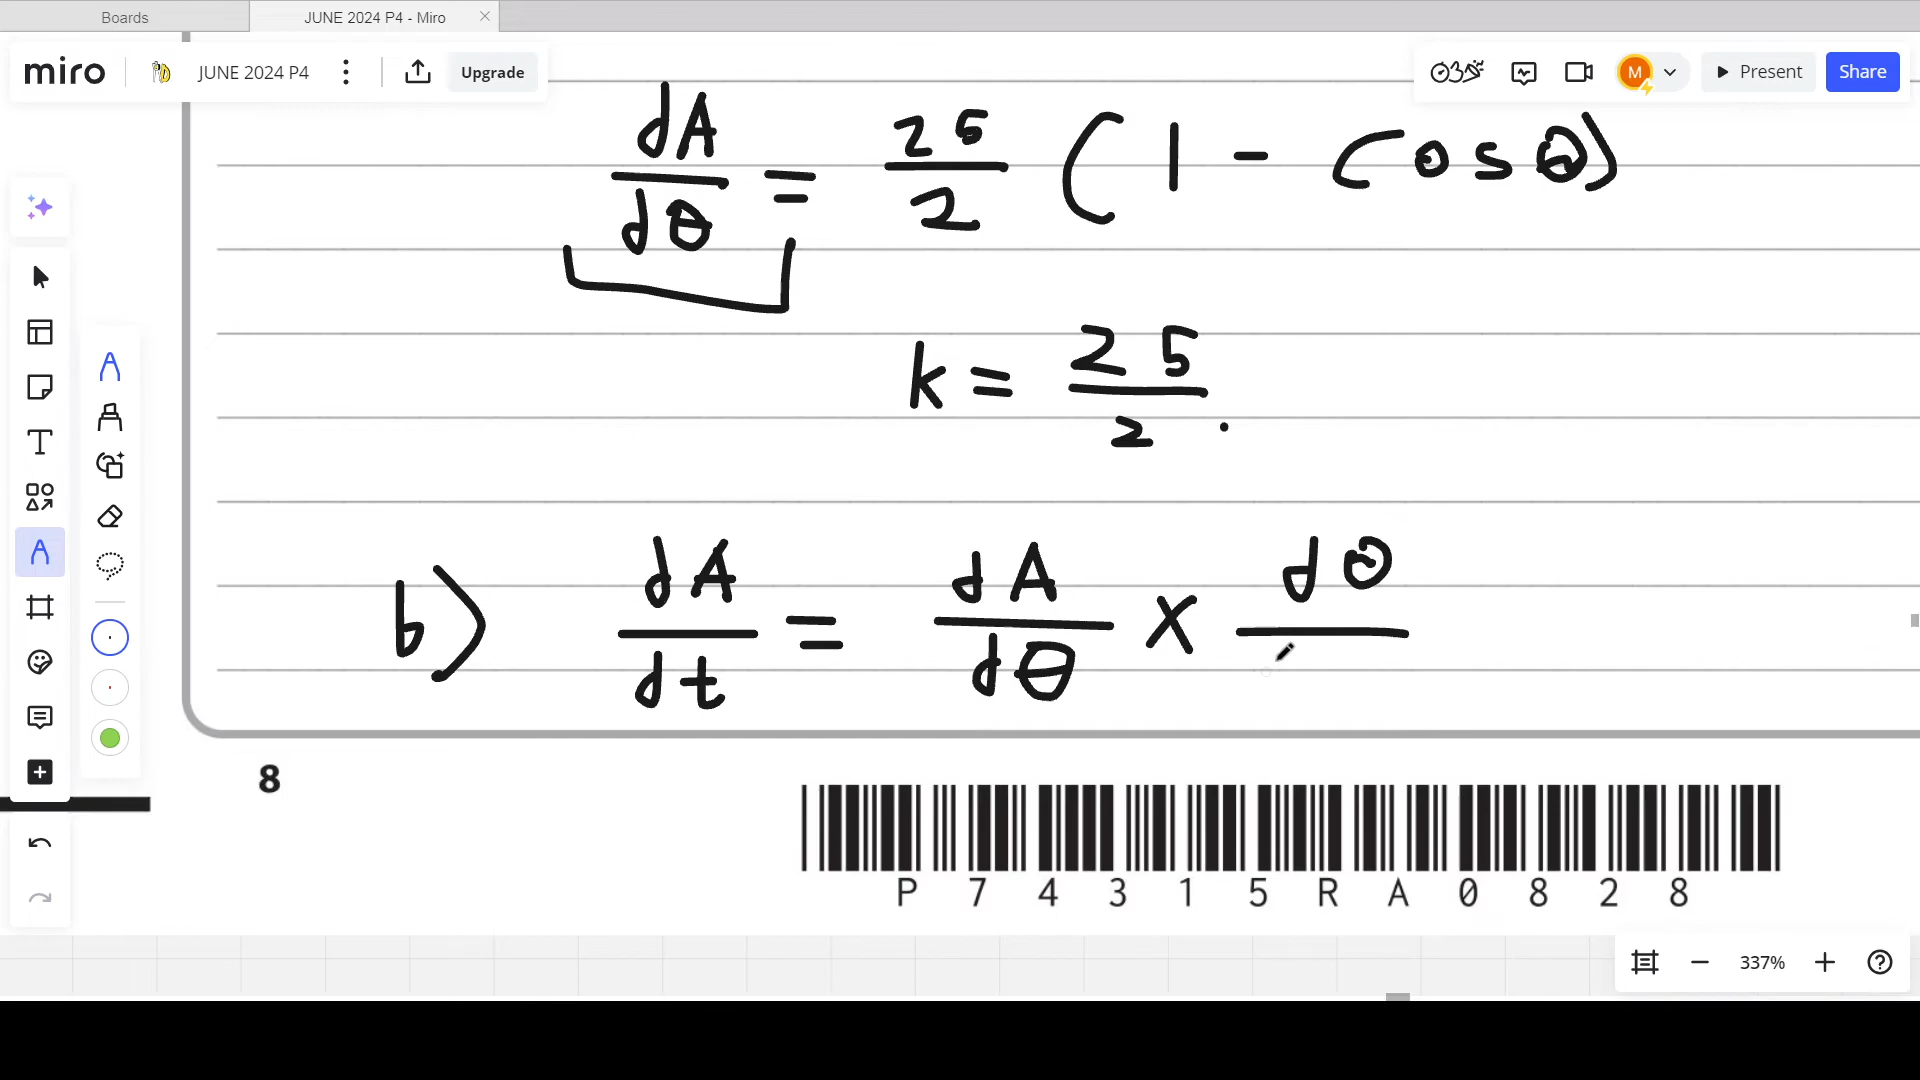 Boards
JUNE 2024 P4 - Miro
miro
JUNE 2024 P4
Upgrade
M
Present
Share
dA/dθ = 25/2 (1 - cosθ)
k = 25/2 .
b) dA/dt = dA/dθ × dθ/
8
P 7 4 3 1 5 R A 0 8 2 8
337%